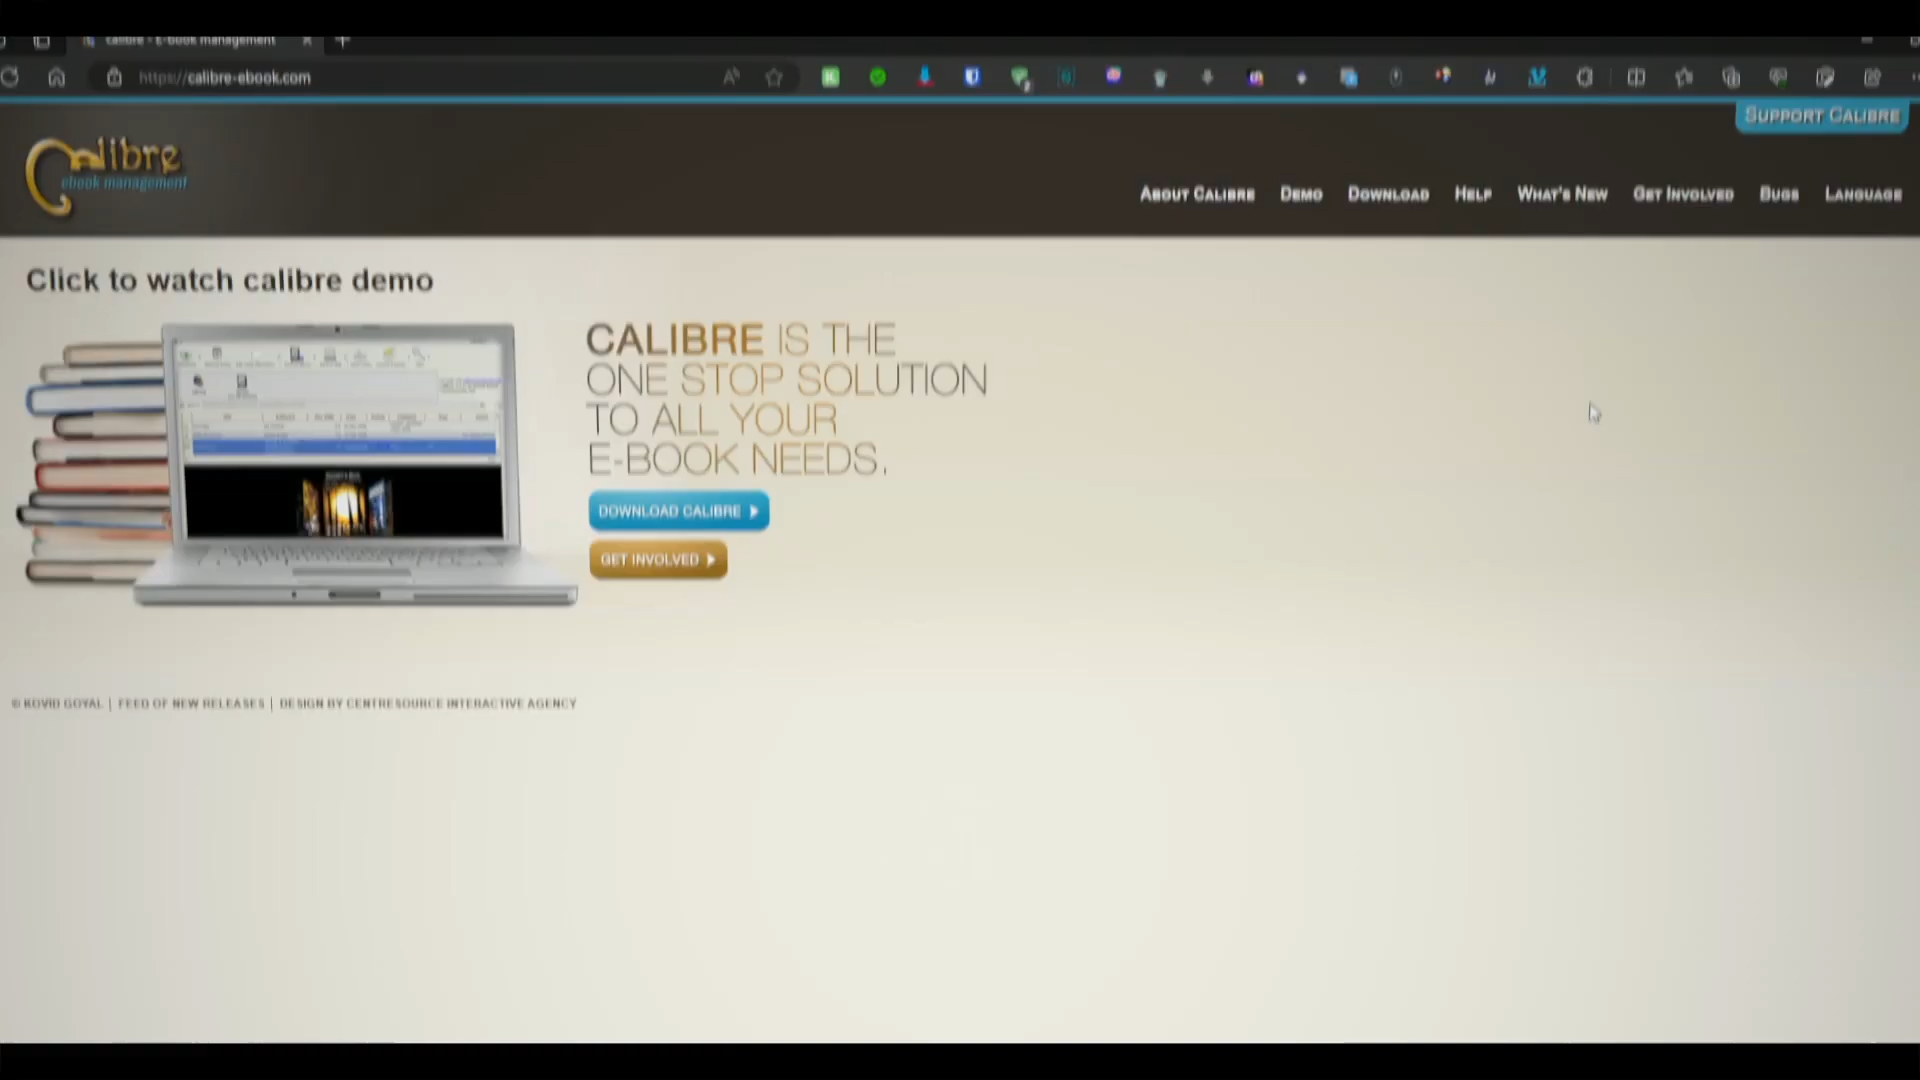 calibre - E-book management
https://calibre-ebook.com
SUPPORT CALIBRE
Calibre
ebook management
ABOUT CALIBRE DEMO DOWNLOAD HELP WHAT'S NEW GET INVOLVED BUGS LANGUAGE
Click to watch calibre demo
CALIBRE IS THE
ONE STOP SOLUTION
TO ALL YOUR
E-BOOK NEEDS.
DOWNLOAD CALIBRE
GET INVOLVED
© KOVID GOYAL | FEED OF NEW RELEASES | DESIGN BY CENTRESOURCE INTERACTIVE AGENCY